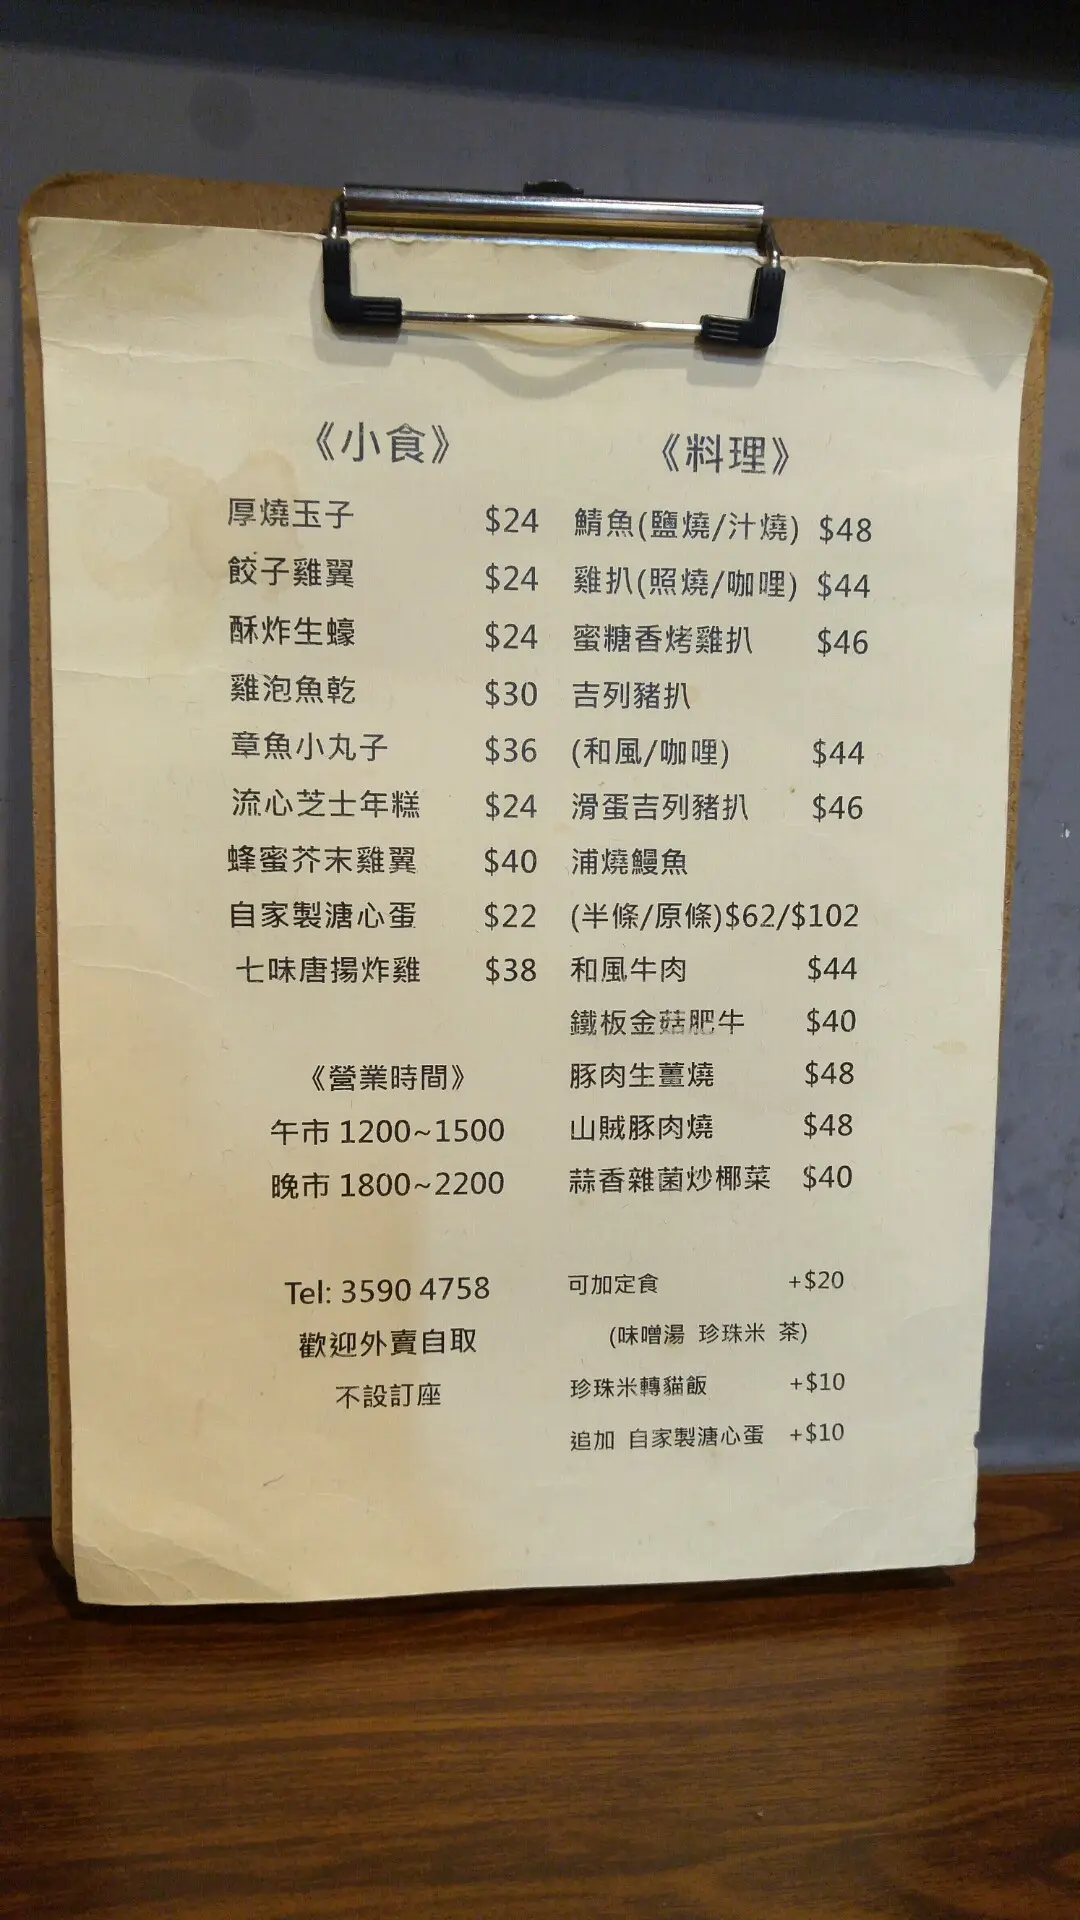 《小食》
厚燒玉子 $24
餃子雞翼 $24
酥炸生蠔 $24
雞泡魚乾 $30
章魚小丸子 $36
流心芝士年糕 $24
蜂蜜芥末雞翼 $40
自家製溏心蛋 $22
七味唐揚炸雞 $38
《營業時間》
午市 1200~1500
晚市 1800~2200
Tel: 3590 4758
歡迎外賣自取
不設訂座
《料理》
鯖魚(鹽燒/汁燒) $48
雞扒(照燒/咖哩) $44
蜜糖香烤雞扒 $46
吉列豬扒
(和風/咖哩) $44
滑蛋吉列豬扒 $46
浦燒鰻魚
(半條/原條)$62/$102
和風牛肉 $44
鐵板金菇肥牛 $40
豚肉生薑燒 $48
山賊豚肉燒 $48
蒜香雜菌炒椰菜 $40
可加定食 +$20
(味噌湯 珍珠米 茶)
珍珠米轉貓飯 +$10
追加 自家製溏心蛋 +$10